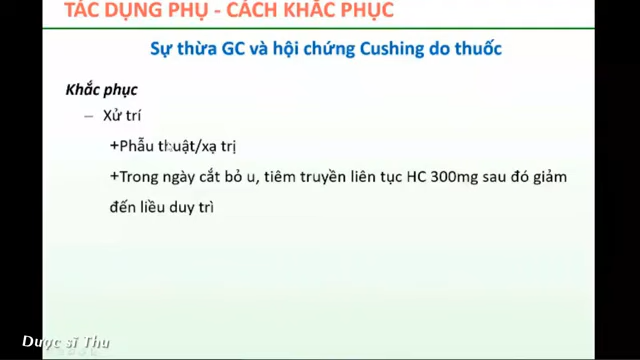 TÁC DỤNG PHỤ - CÁCH KHẮC PHỤC
Sự thừa GC và hội chứng Cushing do thuốc
Khắc phục
– Xử trí
+Phẫu thuật/xạ trị
+Trong ngày cắt bỏ u, tiêm truyền liên tục HC 300mg sau đó giảm
đến liều duy trì
Dược sĩ Thu